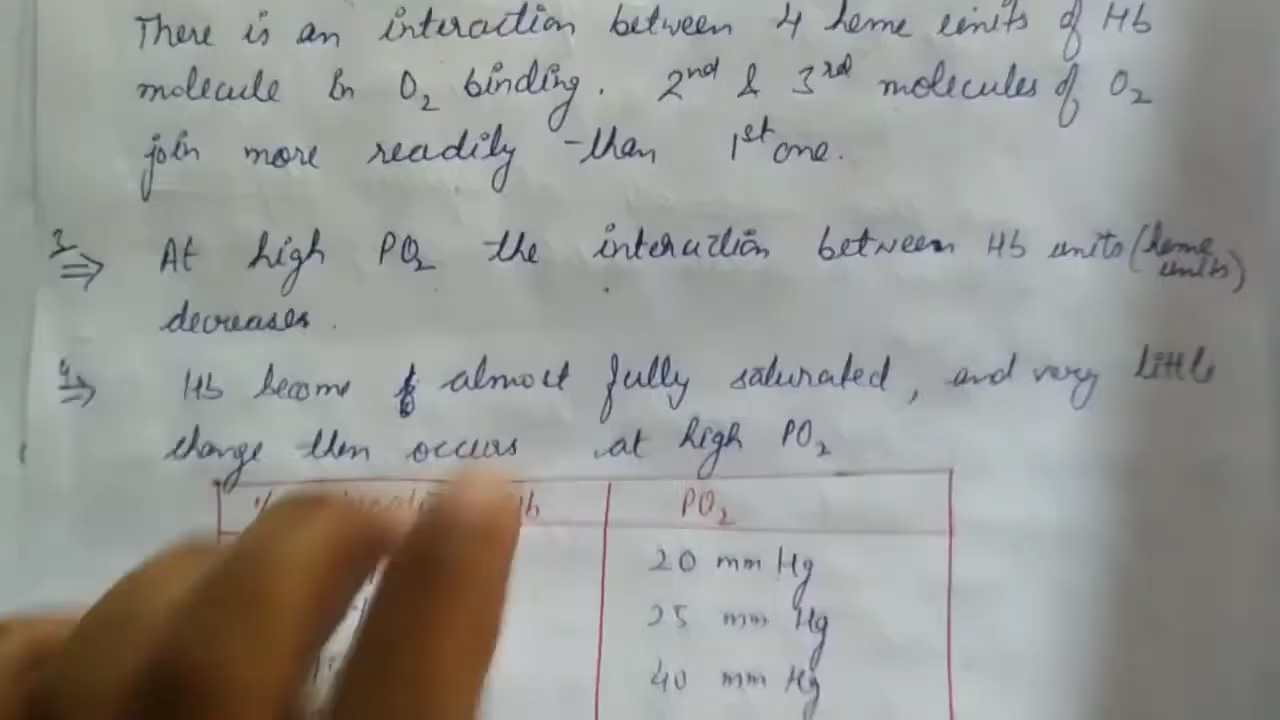 There is an interaction between 4 heme units of Hb
molecule in O2 binding. 2nd & 3rd molecules of O2
join more readily than 1st one.
3⇒ At high PO2 the interaction between Hb units (heme units)
decreases.
4⇒ Hb become almost fully saturated, and very little
change then occurs at high PO2
PO2
20 mm Hg
25 mm Hg
40 mm Hg